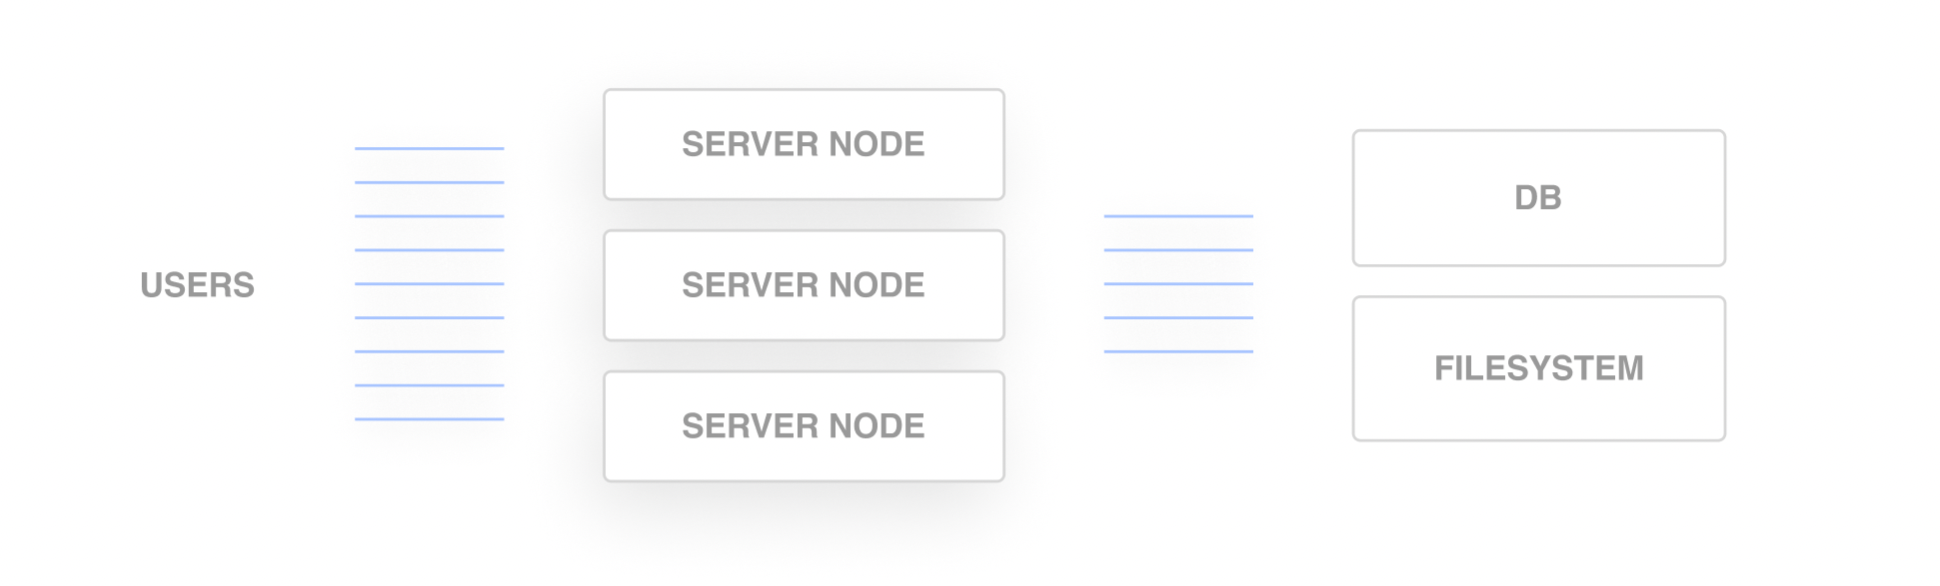 USERS
SERVER NODE
SERVER NODE
SERVER NODE
DB
FILESYSTEM